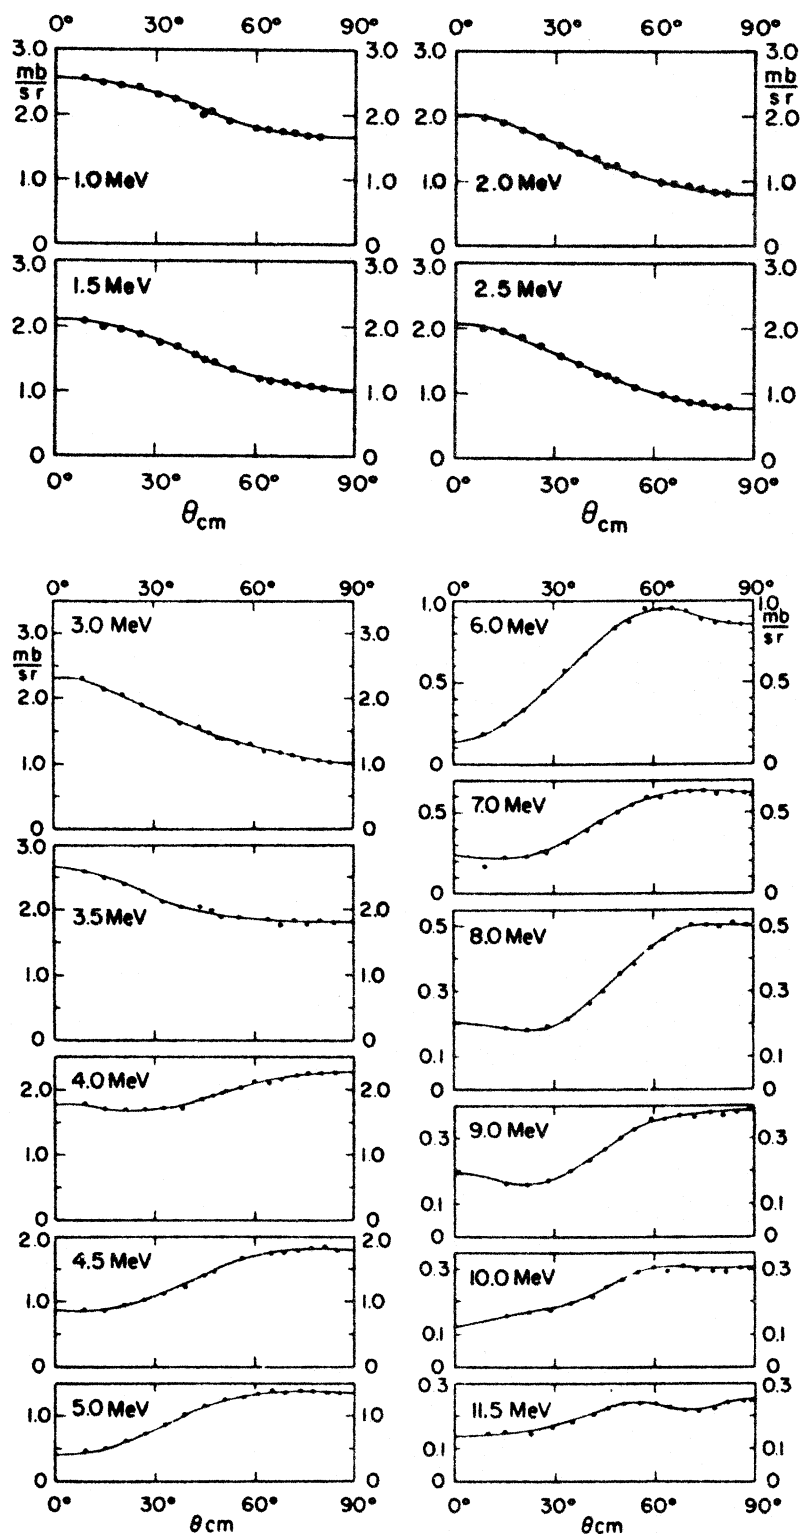 0° 30° 60° 90° 0° 30° 60° 90°
3.0 3.0 3.0 3.0
mb/sr mb/sr
2.0 2.0 2.0 2.0
1.0 1.0 MeV 1.0 1.0 2.0 MeV 1.0
0 0 0 0
3.0 3.0 3.0 3.0
1.5 MeV 2.5 MeV
2.0 2.0 2.0 2.0
1.0 1.0 1.0 1.0
0 0 0 0
0° 30° 60° 90° 0° 30° 60° 90°
θcm θcm
0° 30° 60° 90°
3.0 MeV
3.0 3.0
mb/sr
2.0 2.0
1.0 1.0
0 0
3.0
2.0 3.5 MeV 2.0
1.0 1.0
0 0
4.0 MeV
2.0 2.0
1.0 1.0
0 0
2.0 2.0
4.5 MeV
1.0 1.0
0 0
5.0 MeV
1.0 10
0 0
0° 30° 60° 90°
θcm
0° 30° 60° 90°
1.0 1.0
6.0 MeV mb/sr
0.5 0.5
0 0
7.0 MeV
0.5 0.5
0 0
0.5 8.0 MeV 0.5
0.3 0.3
0.1 0.1
0 0
9.0 MeV
0.3 0.3
0.1 0.1
0 0
0.3 10.0 MeV 0.3
0.1 0.1
0 0
0.3 0.3
11.5 MeV
0.1 0.1
0 0
0° 30° 60° 90°
θcm